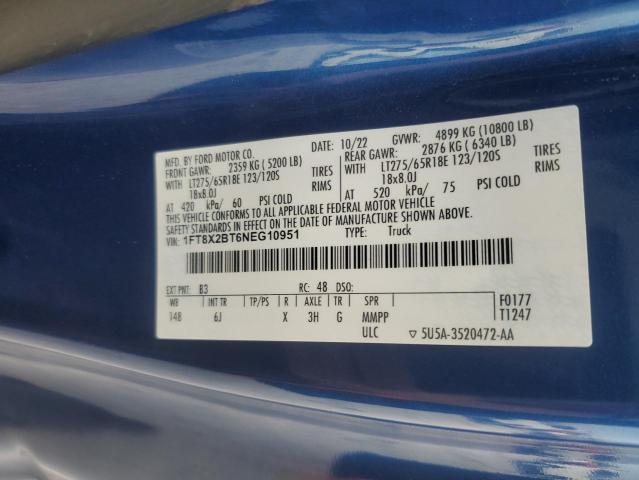 MFD. BY FORD MOTOR CO. DATE: 10/22 GVWR: 4899 KG (10800 LB)
FRONT GAWR: 2359 KG (5200 LB) REAR GAWR: 2876 KG (6340 LB)
WITH LT275/65R18E 123/120S TIRES WITH LT275/65R18E 123/120S TIRES
18x8.0J RIMS 18x8.0J RIMS
AT 420 kPa/ 60 PSI COLD AT 520 kPa/ 75 PSI COLD
THIS VEHICLE CONFORMS TO ALL APPLICABLE FEDERAL MOTOR VEHICLE
SAFETY STANDARDS IN EFFECT ON THE DATE OF MANUFACTURE SHOWN ABOVE.
VIN: 1FT8X2BT6NEG10951 TYPE: Truck
EXT PNT: B3 RC: 48 DSO:
WB INT TR TP/PS R AXLE TR SPR F0177
148 6J X 3H G MMPP T1247
ULC ▽ 5U5A-3520472-AA